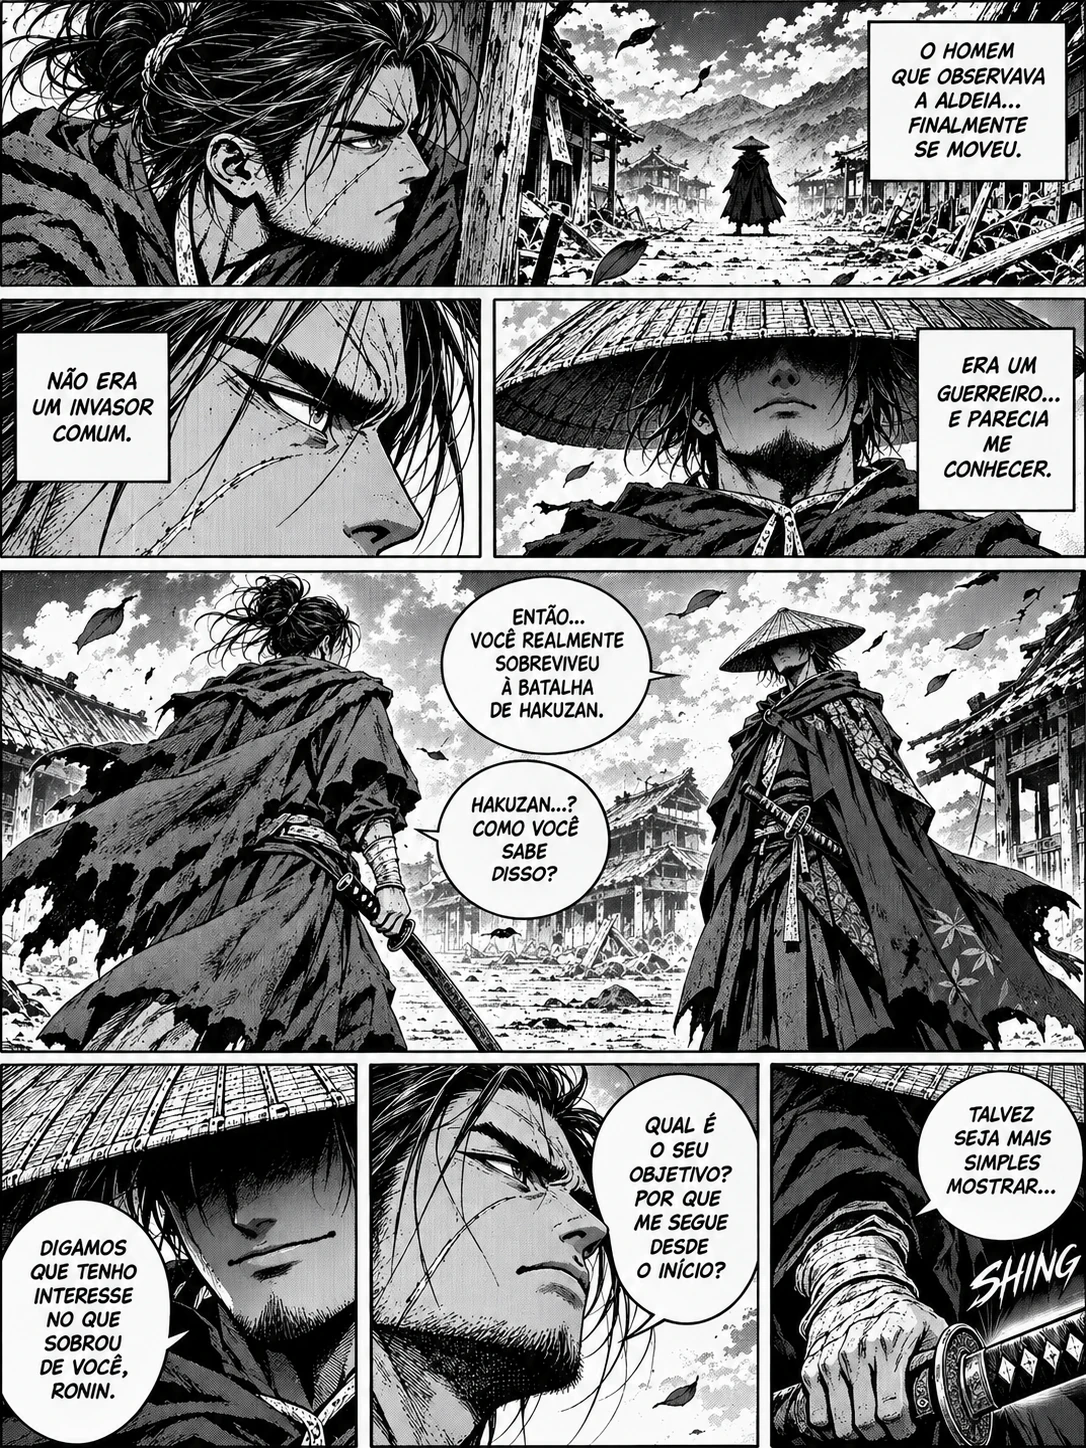 O HOMEM
QUE OBSERVAVA
A ALDEIA...
FINALMENTE
SE MOVEU.
NÃO ERA
UM INVASOR
COMUM.
ERA UM
GUERREIRO...
E PARECIA
ME
CONHECER.
ENTÃO...
VOCÊ REALMENTE
SOBREVIVEU
À BATALHA
DE HAKUZAN.
HAKUZAN...?
COMO VOCÊ
SABE
DISSO?
DIGAMOS
QUE TENHO
INTERESSE
NO QUE
SOBROU
DE VOCÊ,
RONIN.
QUAL É
O SEU
OBJETIVO?
POR QUE
ME SEGUE
DESDE
O INÍCIO?
TALVEZ
SEJA MAIS
SIMPLES
MOSTRAR...
SHING